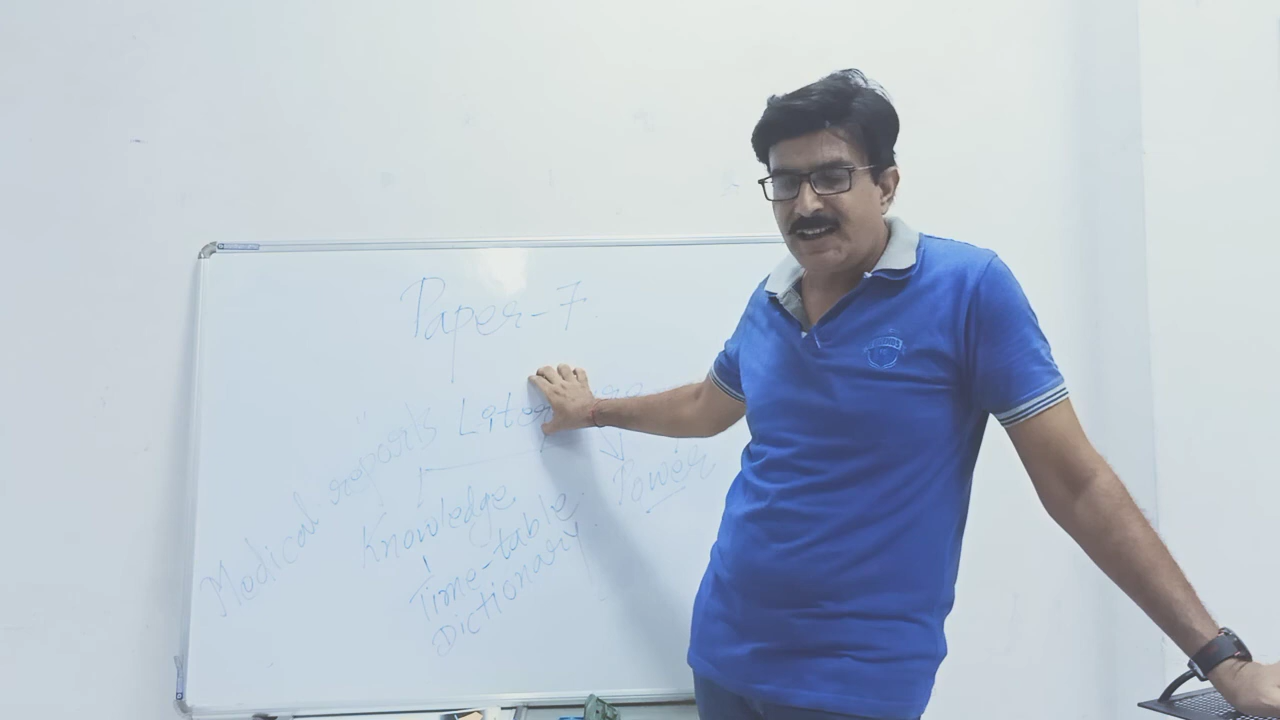 Paper-7
Medical reports
Knowledge
Power
Time-table
Dictionary